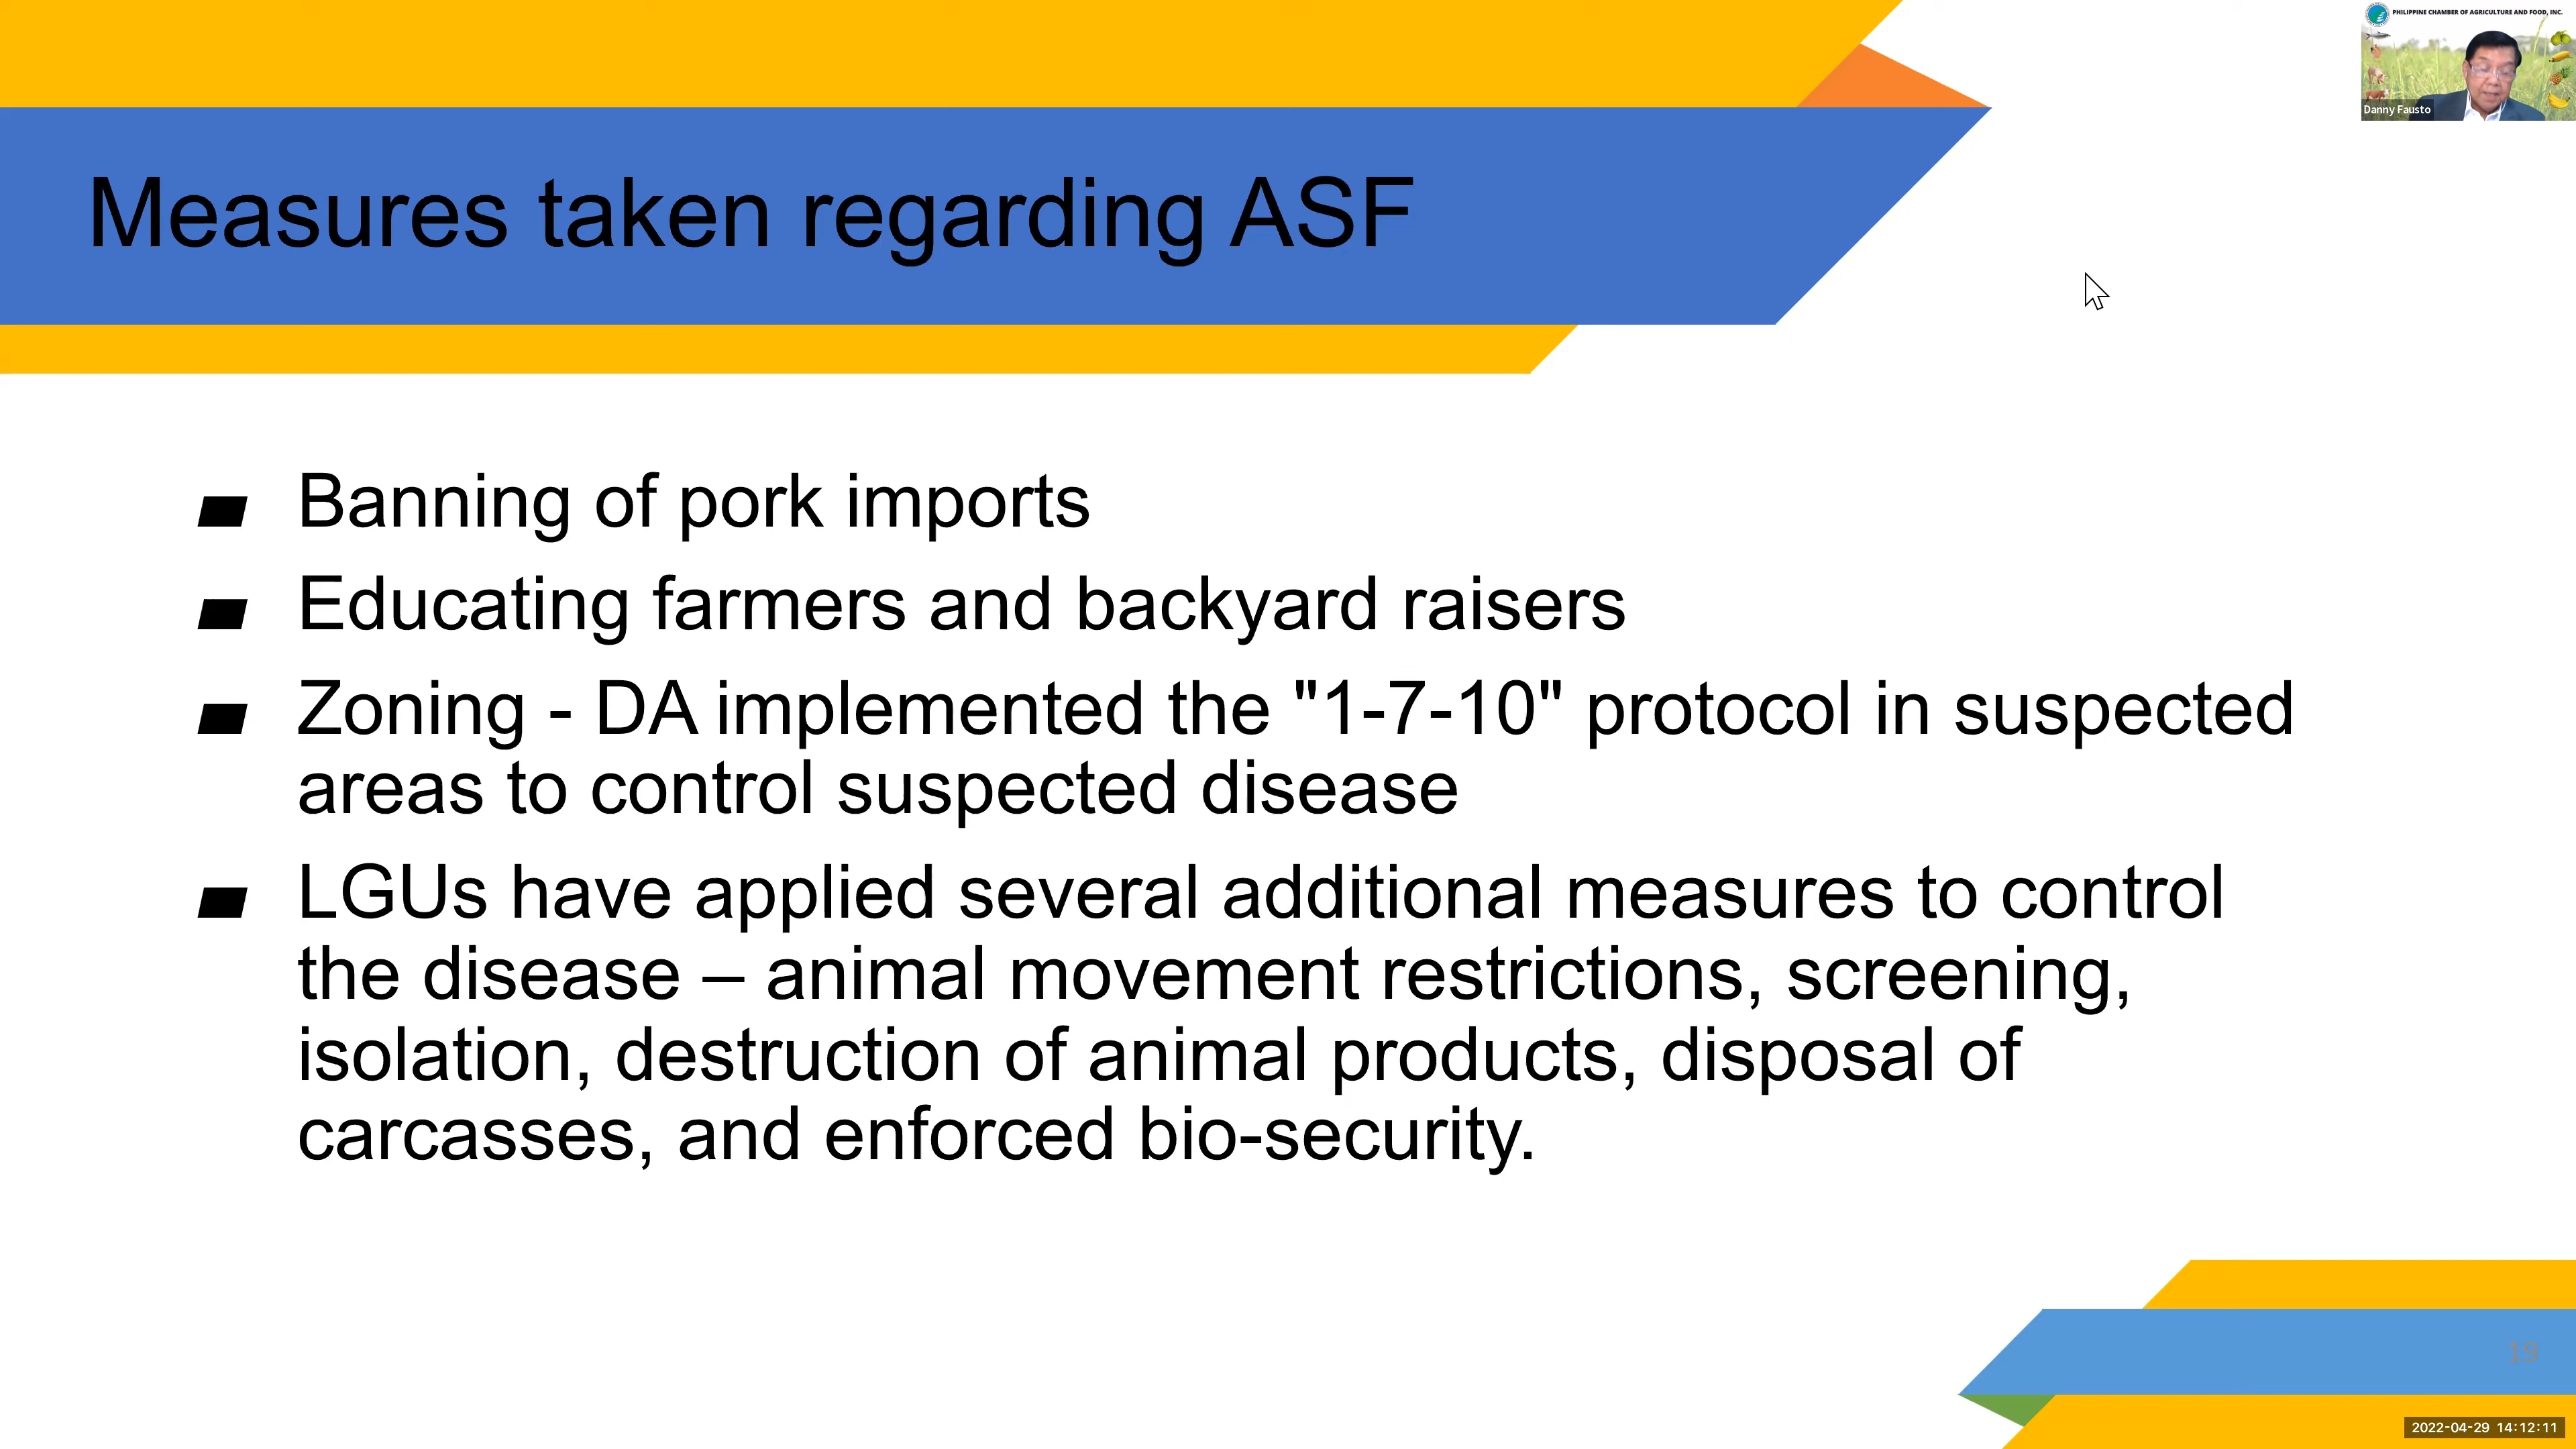 PHILIPPINE CHAMBER OF AGRICULTURE AND FOOD, INC.
Danny Fausto
Measures taken regarding ASF
Banning of pork imports
Educating farmers and backyard raisers
Zoning - DA implemented the "1-7-10" protocol in suspected
areas to control suspected disease
LGUs have applied several additional measures to control
the disease – animal movement restrictions, screening,
isolation, destruction of animal products, disposal of
carcasses, and enforced bio-security.
19
2022-04-29 14:12:11